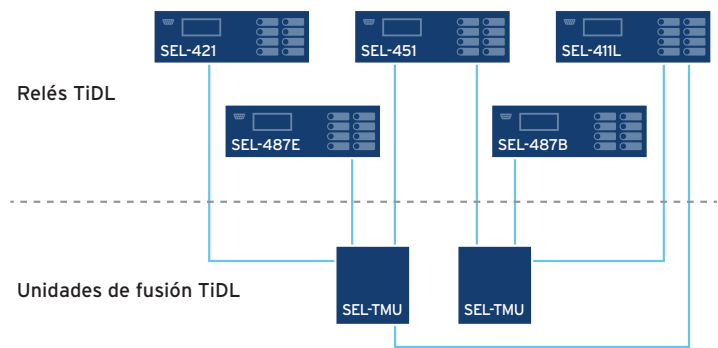 SEL-421
SEL-451
SEL-411L
Relés TiDL
SEL-487E
SEL-487B
Unidades de fusión TiDL
SEL-TMU
SEL-TMU